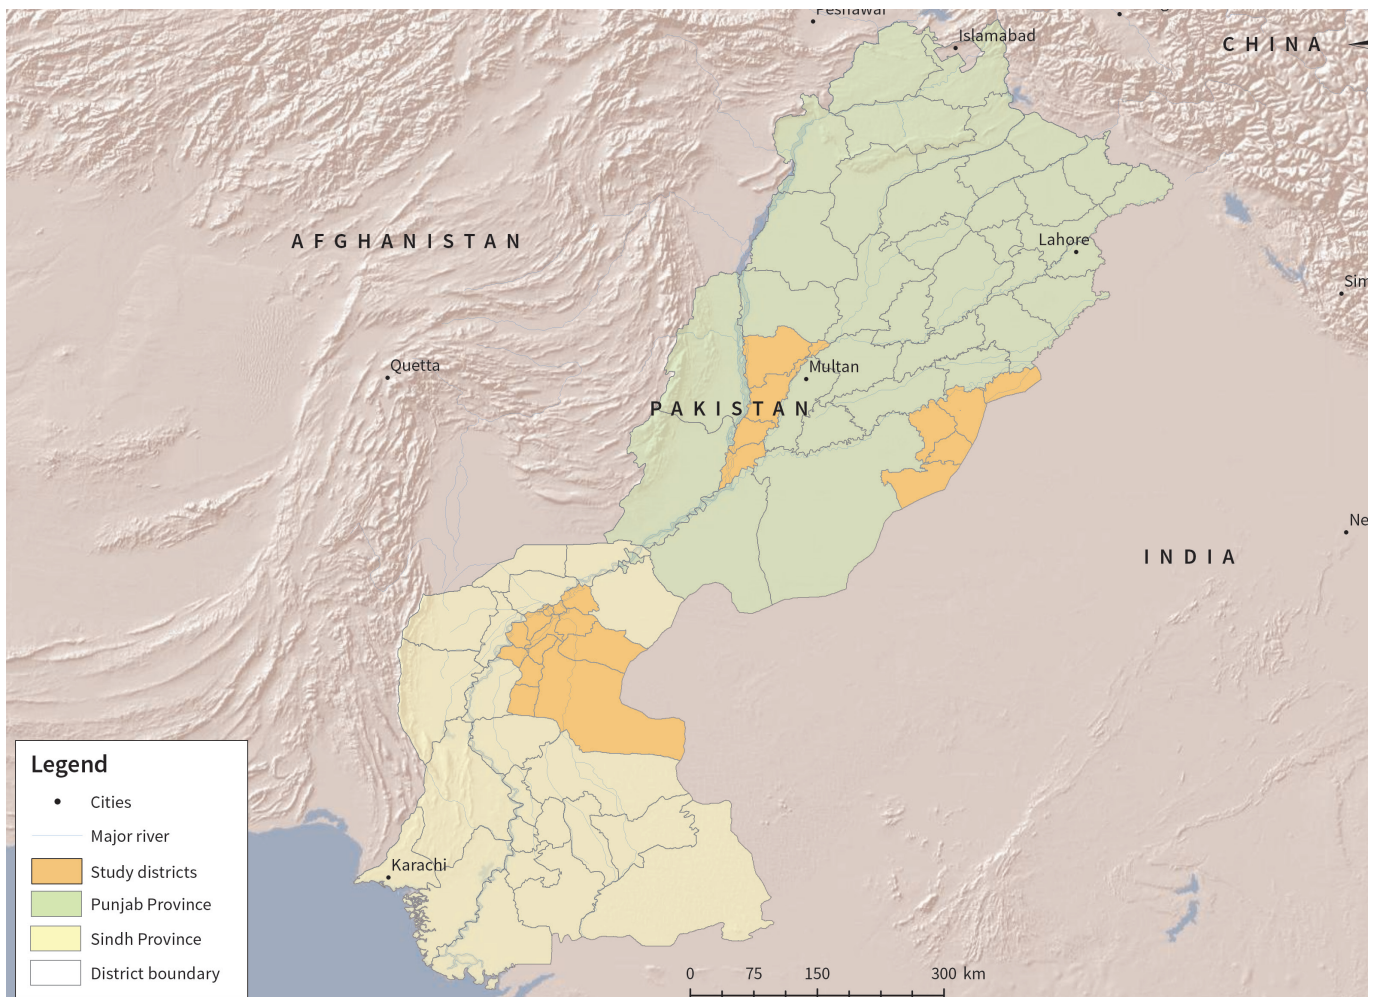 Peshawar
Islamabad
CHINA
Lahore
AFGHANISTAN
Quetta
Multan
PAKISTAN
INDIA
Karachi
Legend
Cities
Major river
Study districts
Punjab Province
Sindh Province
District boundary
0 75 150 300 km